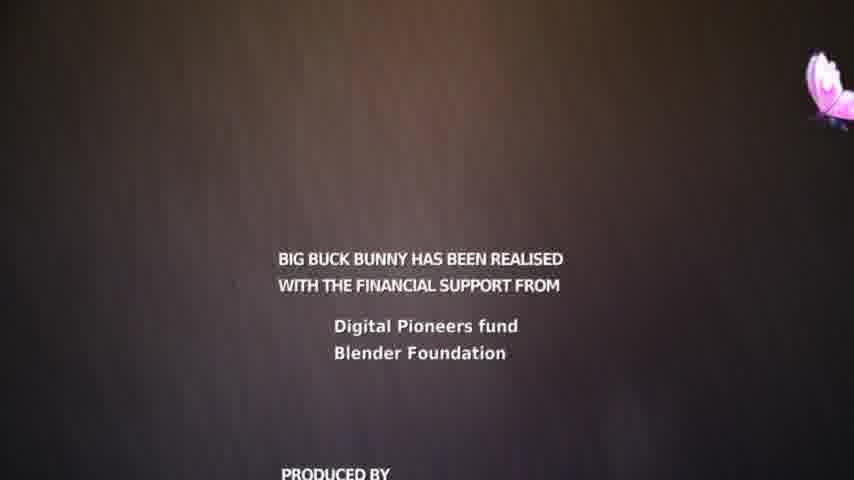 BIG BUCK BUNNY HAS BEEN REALISED
WITH THE FINANCIAL SUPPORT FROM
Digital Pioneers fund
Blender Foundation
PRODUCED BY